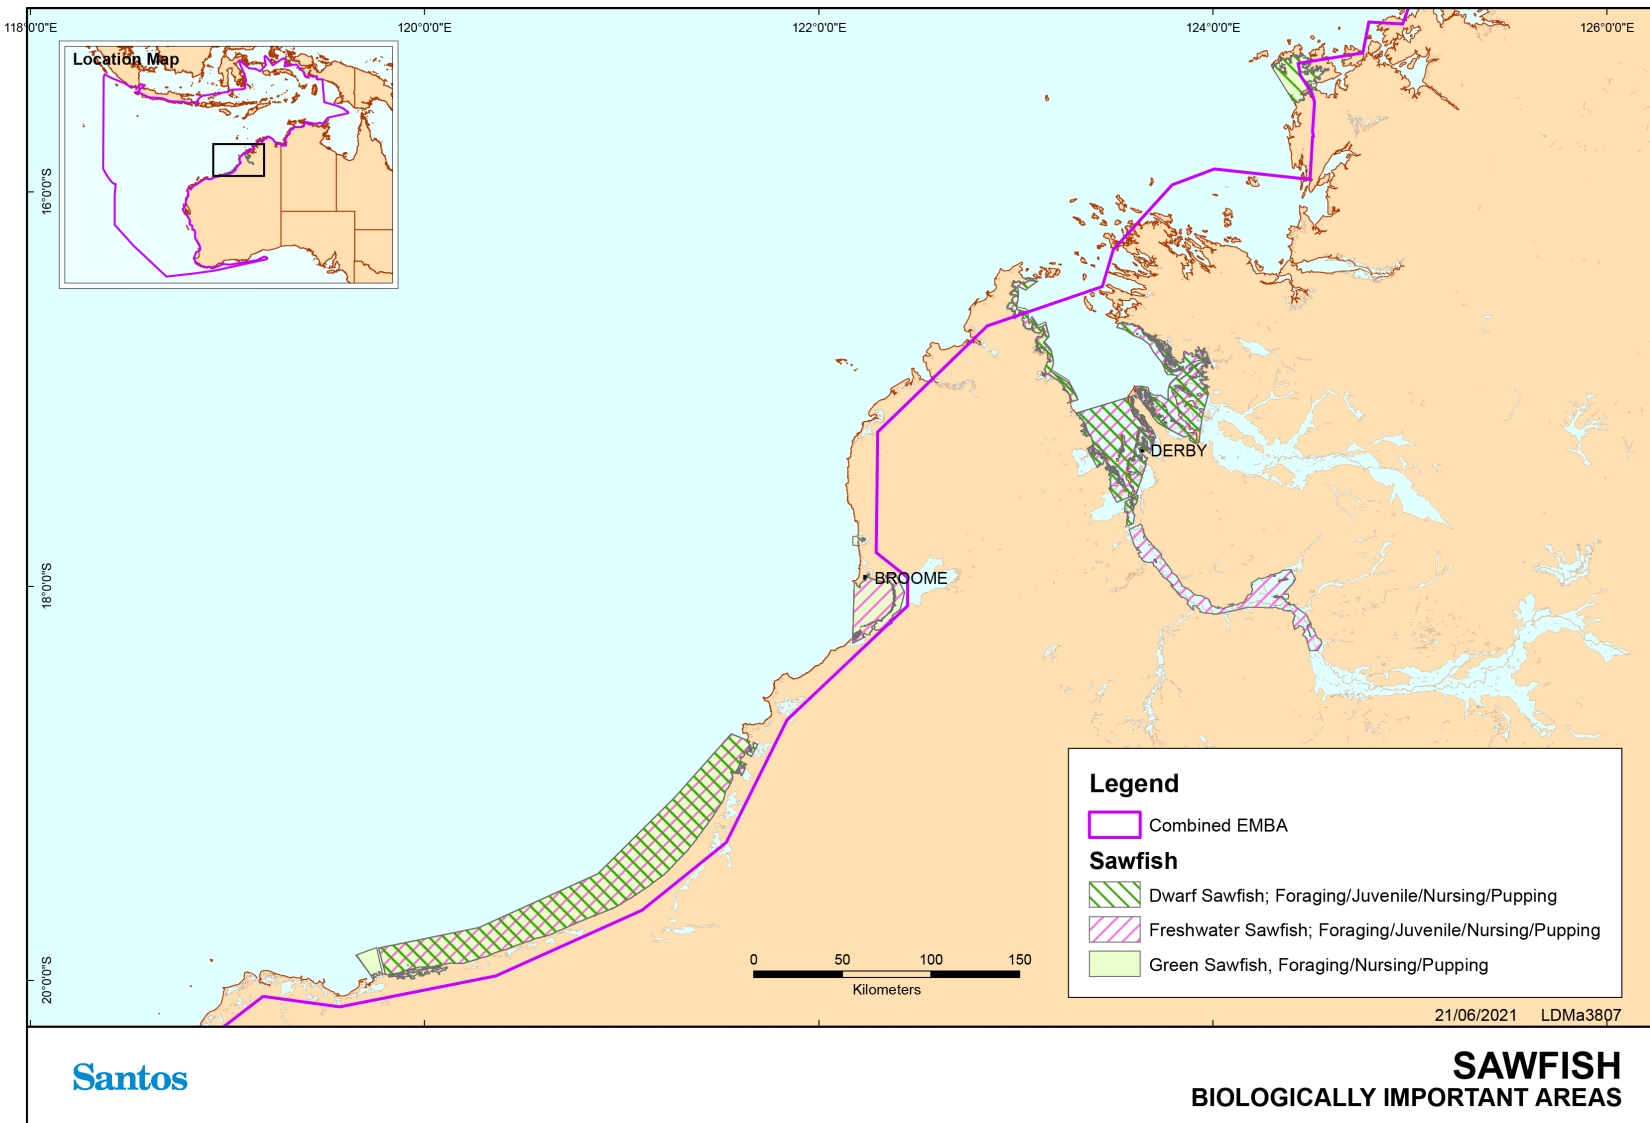 118°0'0"E
120°0'0"E
122°0'0"E
124°0'0"E
126°0'0"E
Location Map
16°0'0"S
18°0'0"S
20°0'0"S
DERBY
BROOME
Legend
Combined EMBA
Sawfish
Dwarf Sawfish; Foraging/Juvenile/Nursing/Pupping
Freshwater Sawfish; Foraging/Juvenile/Nursing/Pupping
Green Sawfish, Foraging/Nursing/Pupping
0 50 100 150
Kilometers
21/06/2021 LDMa3807
Santos
SAWFISH
BIOLOGICALLY IMPORTANT AREAS